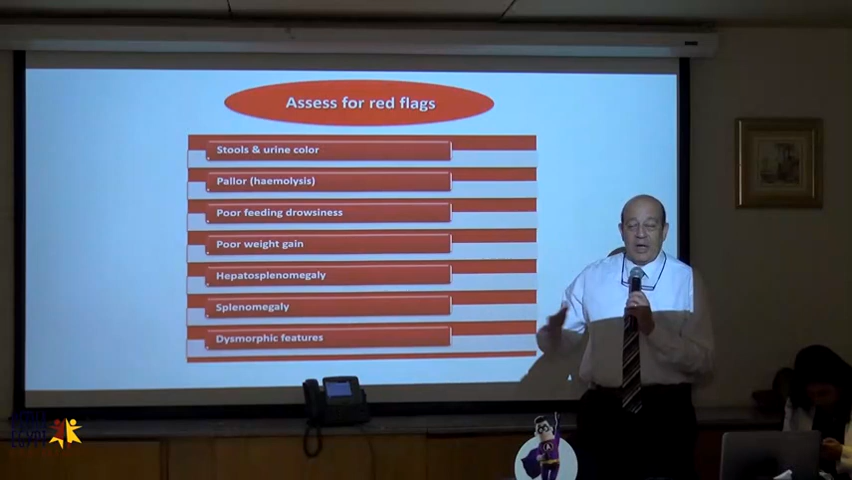 Assess for red flags
Stools & urine color
Pallor (haemolysis)
Poor feeding drowsiness
Poor weight gain
Hepatosplenomegaly
Splenomegaly
Dysmorphic features
EGYPT